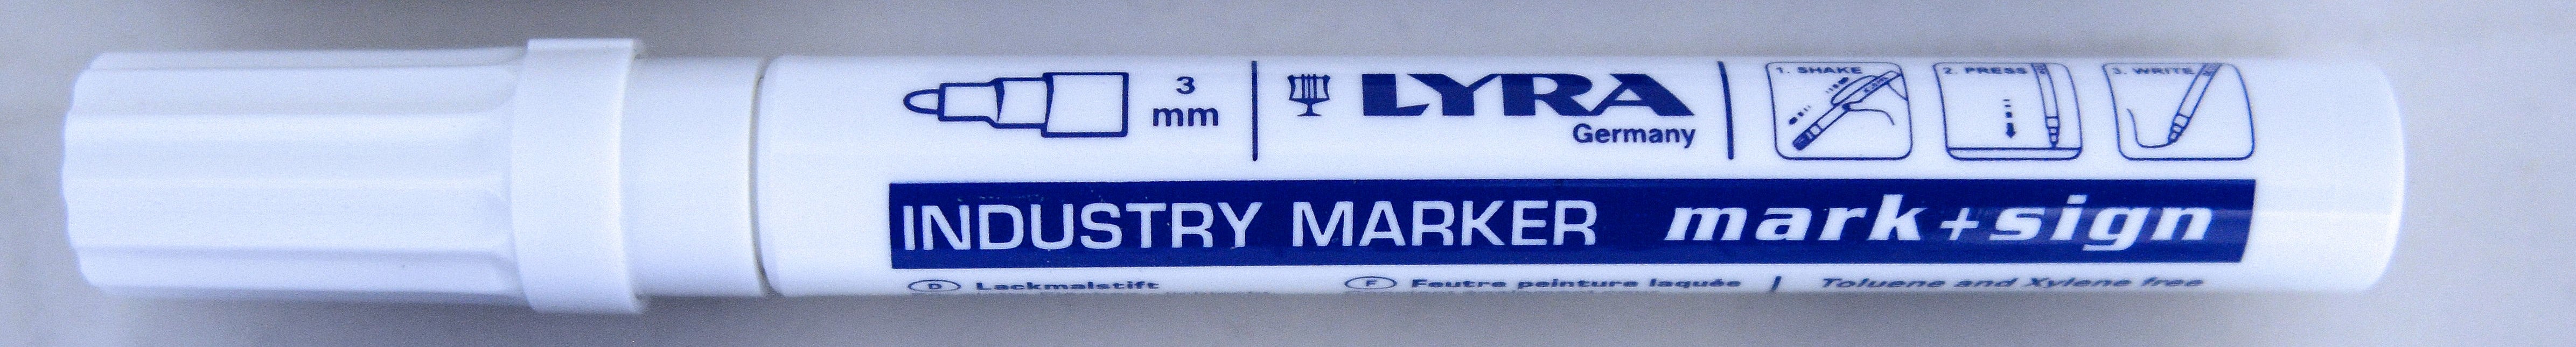 3
mm
LYRA
Germany
1. SHAKE
2. PRESS
3. WRITE
INDUSTRY MARKER mark+sign
D Lackmalstift
F Feutre peinture laquée | Toluene and Xylene free